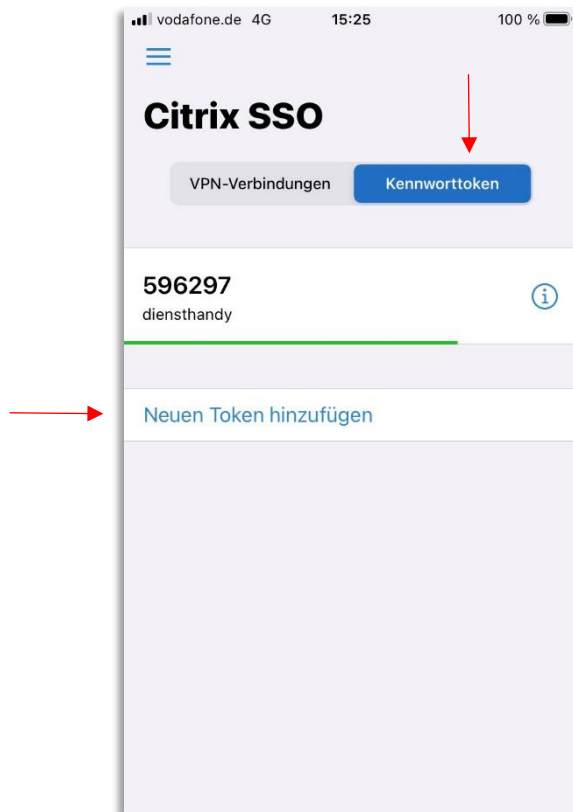 vodafone.de 4G 15:25 100 %
Citrix SSO
VPN-Verbindungen Kennworttoken
596297
diensthandy
Neuen Token hinzufügen